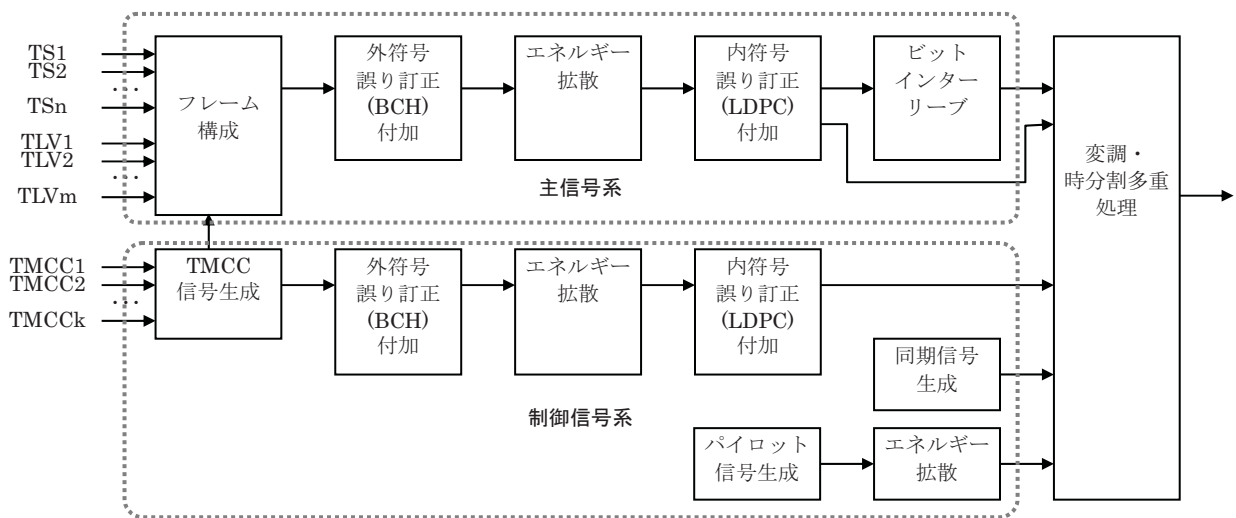 TS1
TS2
...
TSn
TLV1
TLV2
...
TLVm
フレーム
構成
外符号
誤り訂正
(BCH)
付加
エネルギー
拡散
内符号
誤り訂正
(LDPC)
付加
ビット
インター
リーブ
主信号系
変調・
時分割多重
処理
TMCC1
TMCC2
...
TMCCk
TMCC
信号生成
外符号
誤り訂正
(BCH)
付加
エネルギー
拡散
内符号
誤り訂正
(LDPC)
付加
同期信号
生成
制御信号系
パイロット
信号生成
エネルギー
拡散